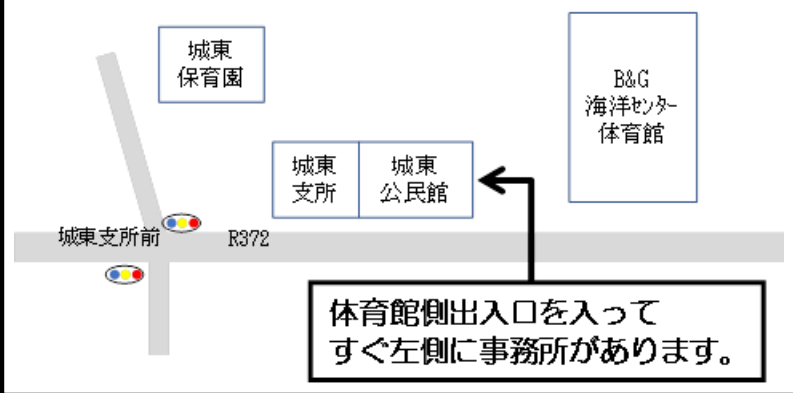 城東
保育園
B&G
海洋センター
体育館
城東
支所
城東
公民館
城東支所前
R372
体育館側出入口を入って
すぐ左側に事務所があります。